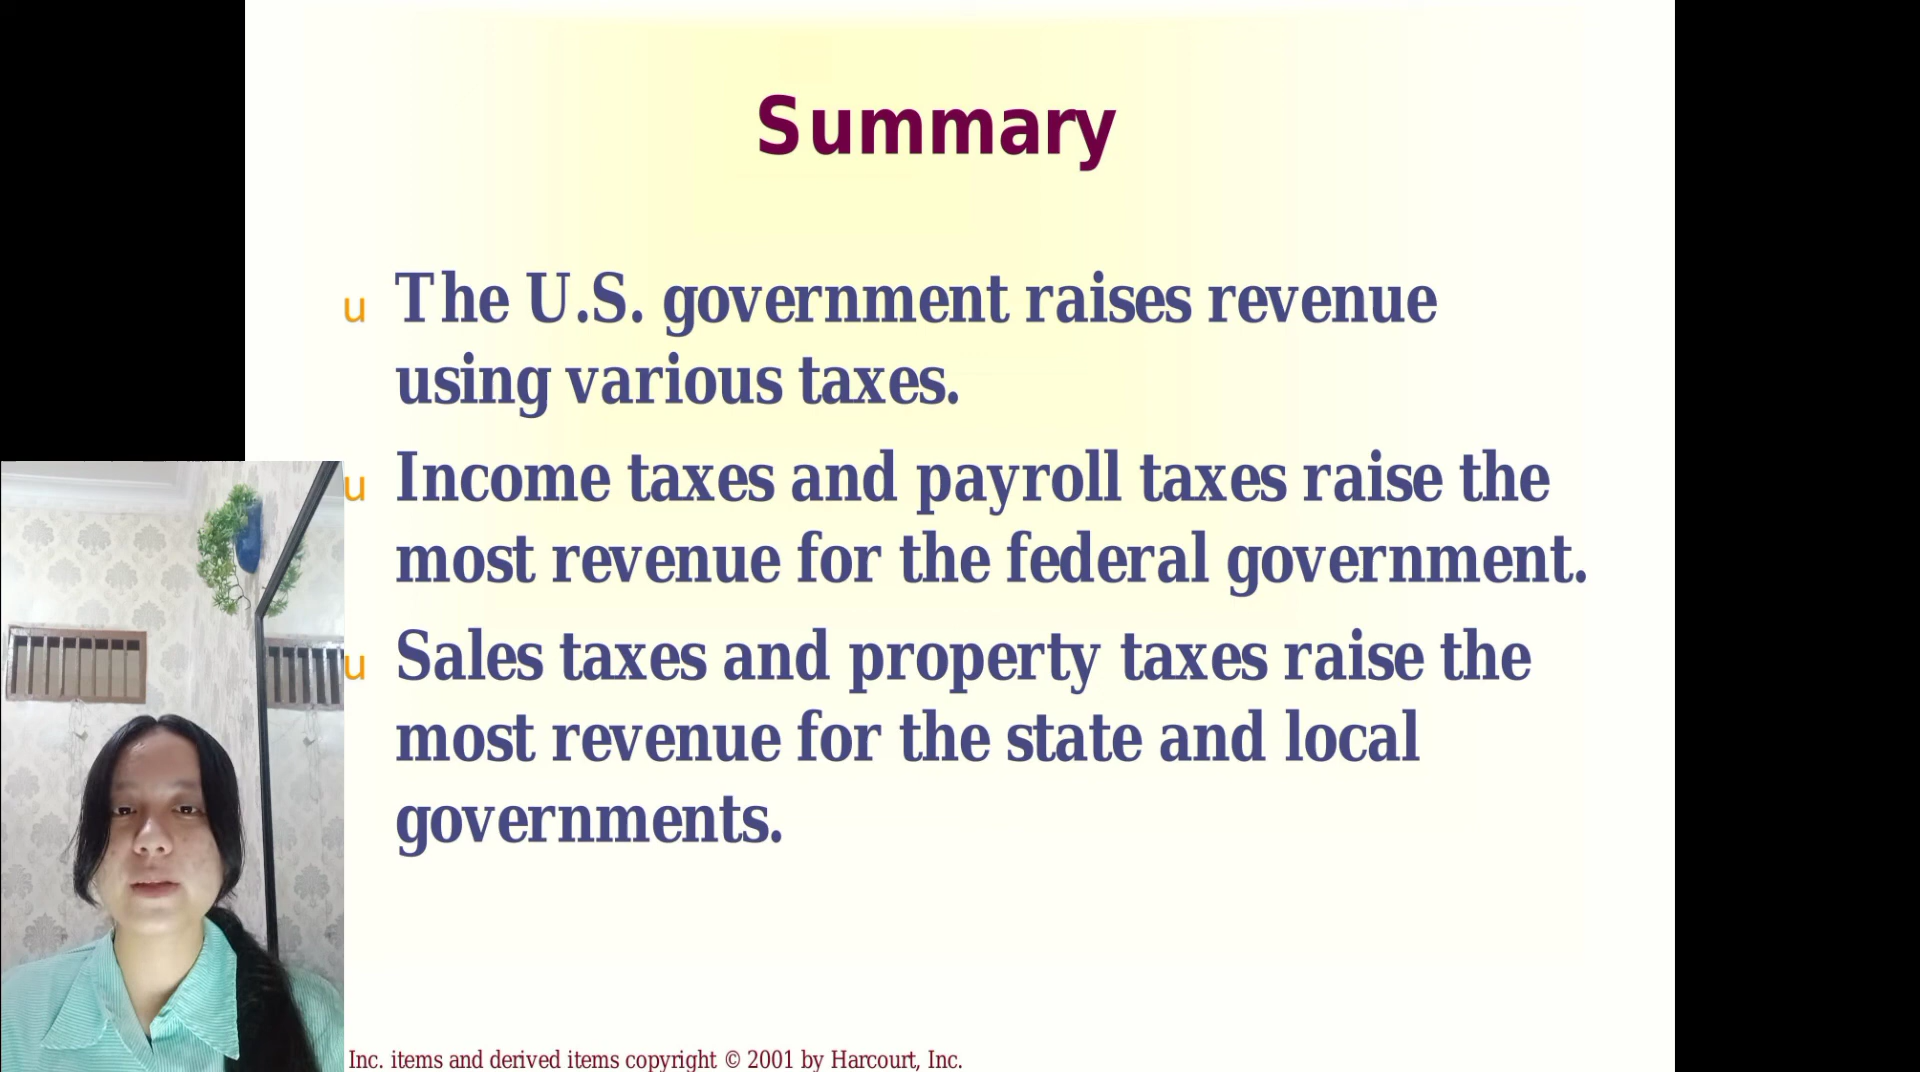 Summary
u The U.S. government raises revenue
using various taxes.
u Income taxes and payroll taxes raise the
most revenue for the federal government.
u Sales taxes and property taxes raise the
most revenue for the state and local
governments.
Inc. items and derived items copyright © 2001 by Harcourt, Inc.